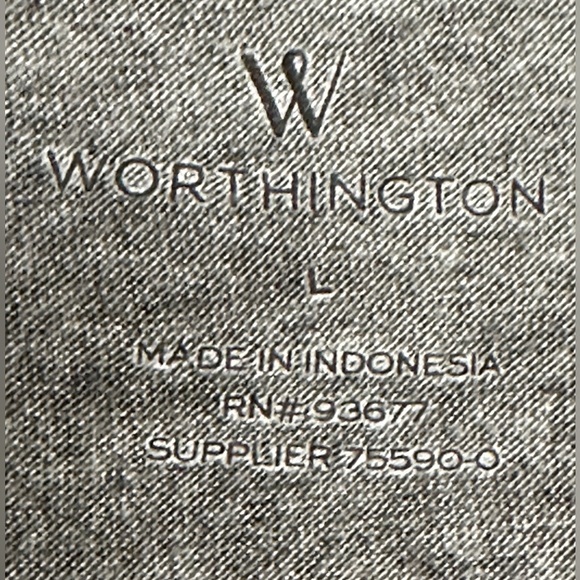 W
WORTHINGTON
L
MADE IN INDONESIA
RN# 93677
SUPPLIER 75590-0